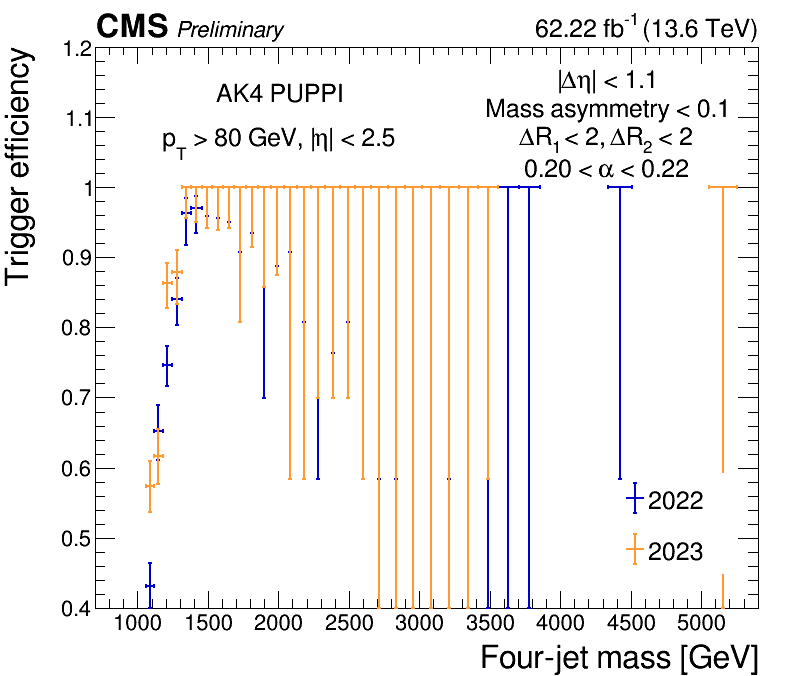 CMS Preliminary 62.22 fb⁻¹ (13.6 TeV)
AK4 PUPPI
p_T > 80 GeV, |η| < 2.5
|Δη| < 1.1
Mass asymmetry < 0.1
ΔR₁ < 2, ΔR₂ < 2
0.20 < α < 0.22
Trigger efficiency
1.2
1.1
1
0.9
0.8
0.7
0.6
0.5
0.4
2022
2023
1000 1500 2000 2500 3000 3500 4000 4500 5000
Four-jet mass [GeV]